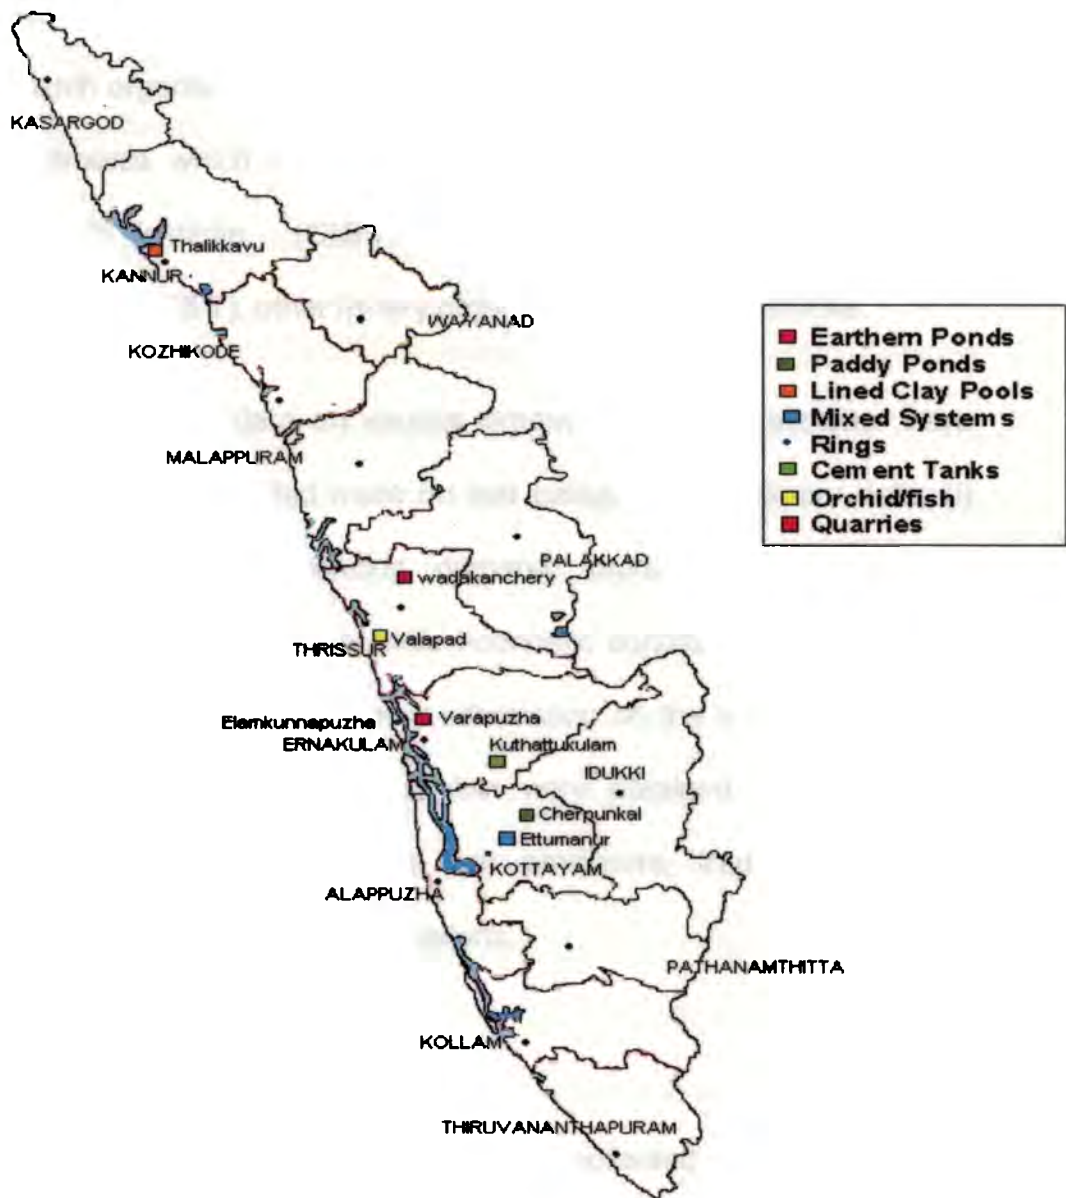 KASARGOD
Thalikkavu
KANNUR
WAYANAD
KOZHIKODE
Earthern Ponds
Paddy Ponds
Lined Clay Pools
Mixed Systems
Rings
Cement Tanks
Orchid/fish
Quarries
MALAPPURAM
PALAKKAD
wadakanchery
Valapad
THRISSUR
Elamkunnapuzha
Varapuzha
ERNAKULAM
Kuthattukulam
IDUKKI
Cherpunkal
Ettumanur
KOTTAYAM
ALAPPUZHA
PATHANAMTHITTA
KOLLAM
THIRUVANANTHAPURAM